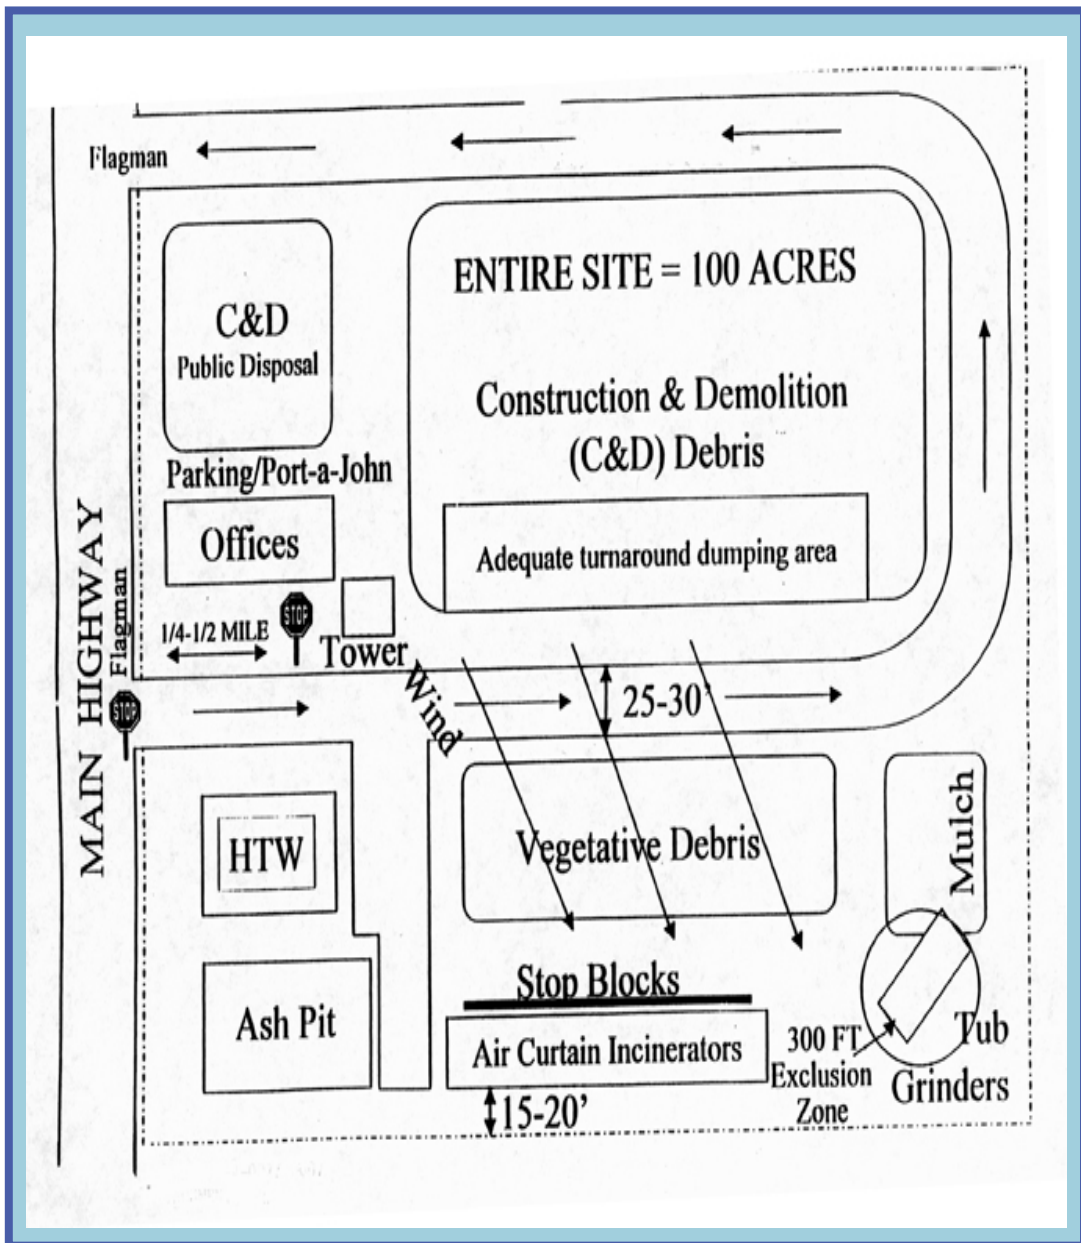 Flagman
ENTIRE SITE = 100 ACRES
C&D
Public Disposal
Construction & Demolition
(C&D) Debris
Parking/Port-a-John
Offices
Adequate turnaround dumping area
MAIN HIGHWAY
Flagman
STOP
1/4-1/2 MILE
STOP
Tower
Wind
25-30'
HTW
Vegetative Debris
Mulch
Ash Pit
Stop Blocks
Air Curtain Incinerators
300 FT
Exclusion
Zone
Tub
Grinders
15-20'